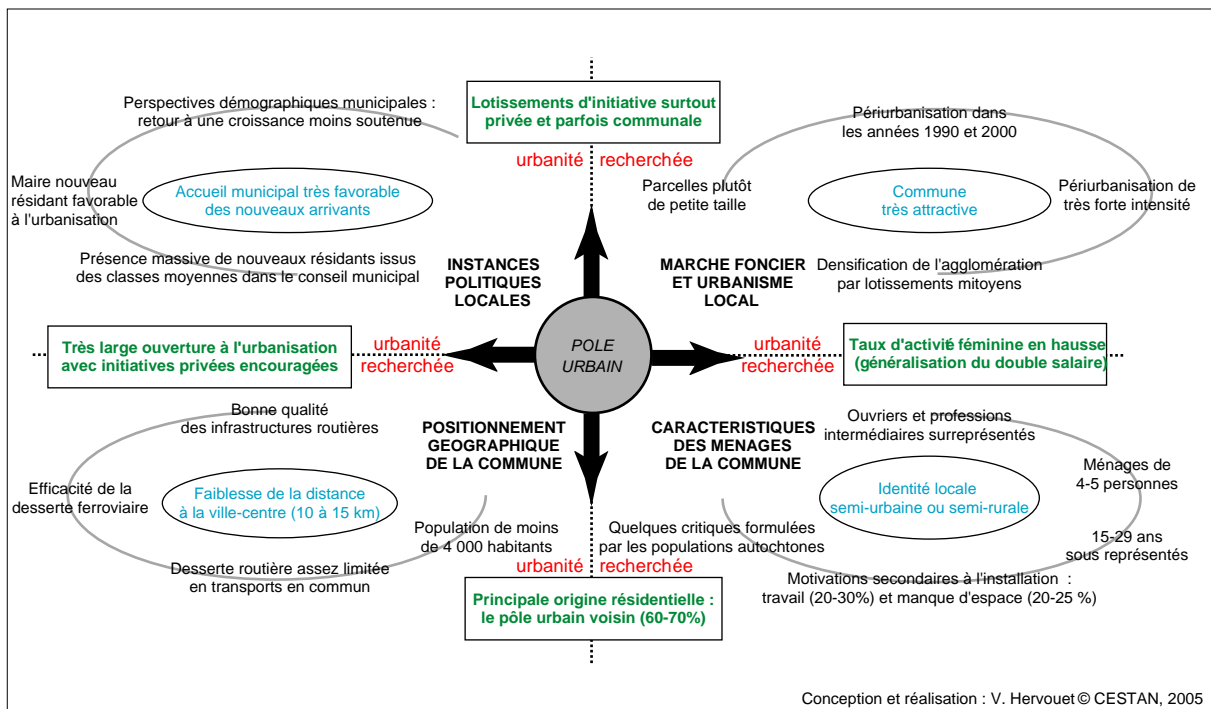 Lotissements d'initiative surtout
privée et parfois communale
urbanité recherchée
Perspectives démographiques municipales :
retour à une croissance moins soutenue
Maire nouveau
résidant favorable
à l'urbanisation
Accueil municipal très favorable
des nouveaux arrivants
Présence massive de nouveaux résidants issus
des classes moyennes dans le conseil municipal
INSTANCES
POLITIQUES
LOCALES
Périurbanisation dans
les années 1990 et 2000
Parcelles plutôt
de petite taille
Commune
très attractive
Périurbanisation de
très forte intensité
Densification de l'agglomération
par lotissements mitoyens
MARCHE FONCIER
ET URBANISME
LOCAL
Très large ouverture à l'urbanisation
avec initiatives privées encouragées
urbanité
recherchée
POLE
URBAIN
urbanité
recherchée
Taux d'activité féminine en hausse
(généralisation du double salaire)
Bonne qualité
des infrastructures routières
POSITIONNEMENT
GEOGRAPHIQUE
DE LA COMMUNE
Efficacité de la
desserte ferroviaire
Faiblesse de la distance
à la ville-centre (10 à 15 km)
Population de moins
de 4 000 habitants
Desserte routière assez limitée
en transports en commun
CARACTERISTIQUES
DES MENAGES
DE LA COMMUNE
Ouvriers et professions
intermédiaires surreprésentés
Ménages de
4-5 personnes
Identité locale
semi-urbaine ou semi-rurale
Quelques critiques formulées
par les populations autochtones
15-29 ans
sous représentés
Motivations secondaires à l'installation :
travail (20-30%) et manque d'espace (20-25 %)
urbanité recherchée
Principale origine résidentielle :
le pôle urbain voisin (60-70%)
Conception et réalisation : V. Hervouet © CESTAN, 2005